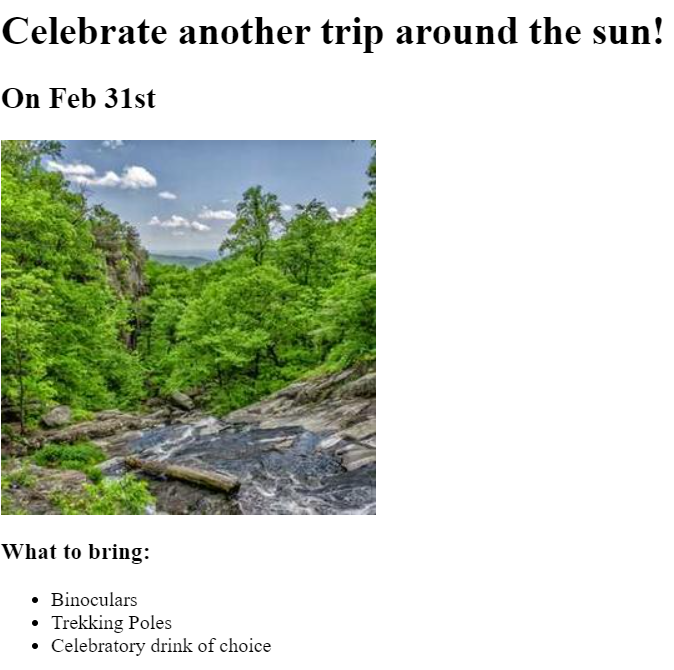 Celebrate another trip around the sun!
On Feb 31st
What to bring:
Binoculars
Trekking Poles
Celebratory drink of choice